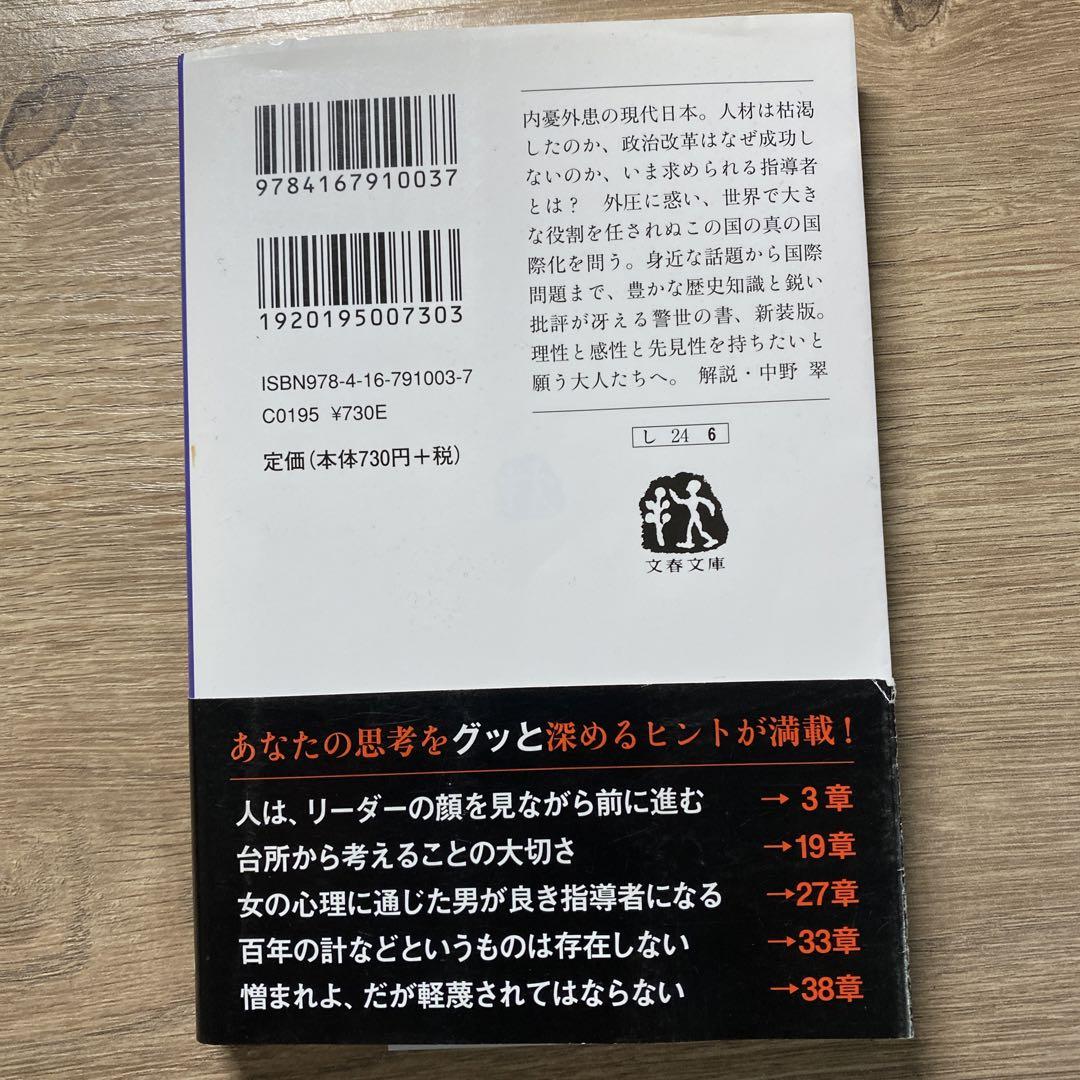 9784167910037
1920195007303
ISBN978-4-16-791003-7
C0195 ¥730E
定価(本体730円+税)
内憂外患の現代日本。人材は枯渇
したのか、政治改革はなぜ成功し
ないのか、いま求められる指導者
とは? 外圧に惑い、世界で大き
な役割を任されぬこの国の真の国
際化を問う。身近な話題から国際
問題まで、豊かな歴史知識と鋭い
批評が冴える警世の書、新装版。
理性と感性と先見性を持ちたいと
願う大人たちへ。 解説・中野 翠
し 24 6
文春文庫
あなたの思考をグッと深めるヒントが満載!
人は、リーダーの顔を見ながら前に進む →3章
台所から考えることの大切さ →19章
女の心理に通じた男が良き指導者になる →27章
百年の計などというものは存在しない →33章
憎まれよ、だが軽蔑されてはならない →38章